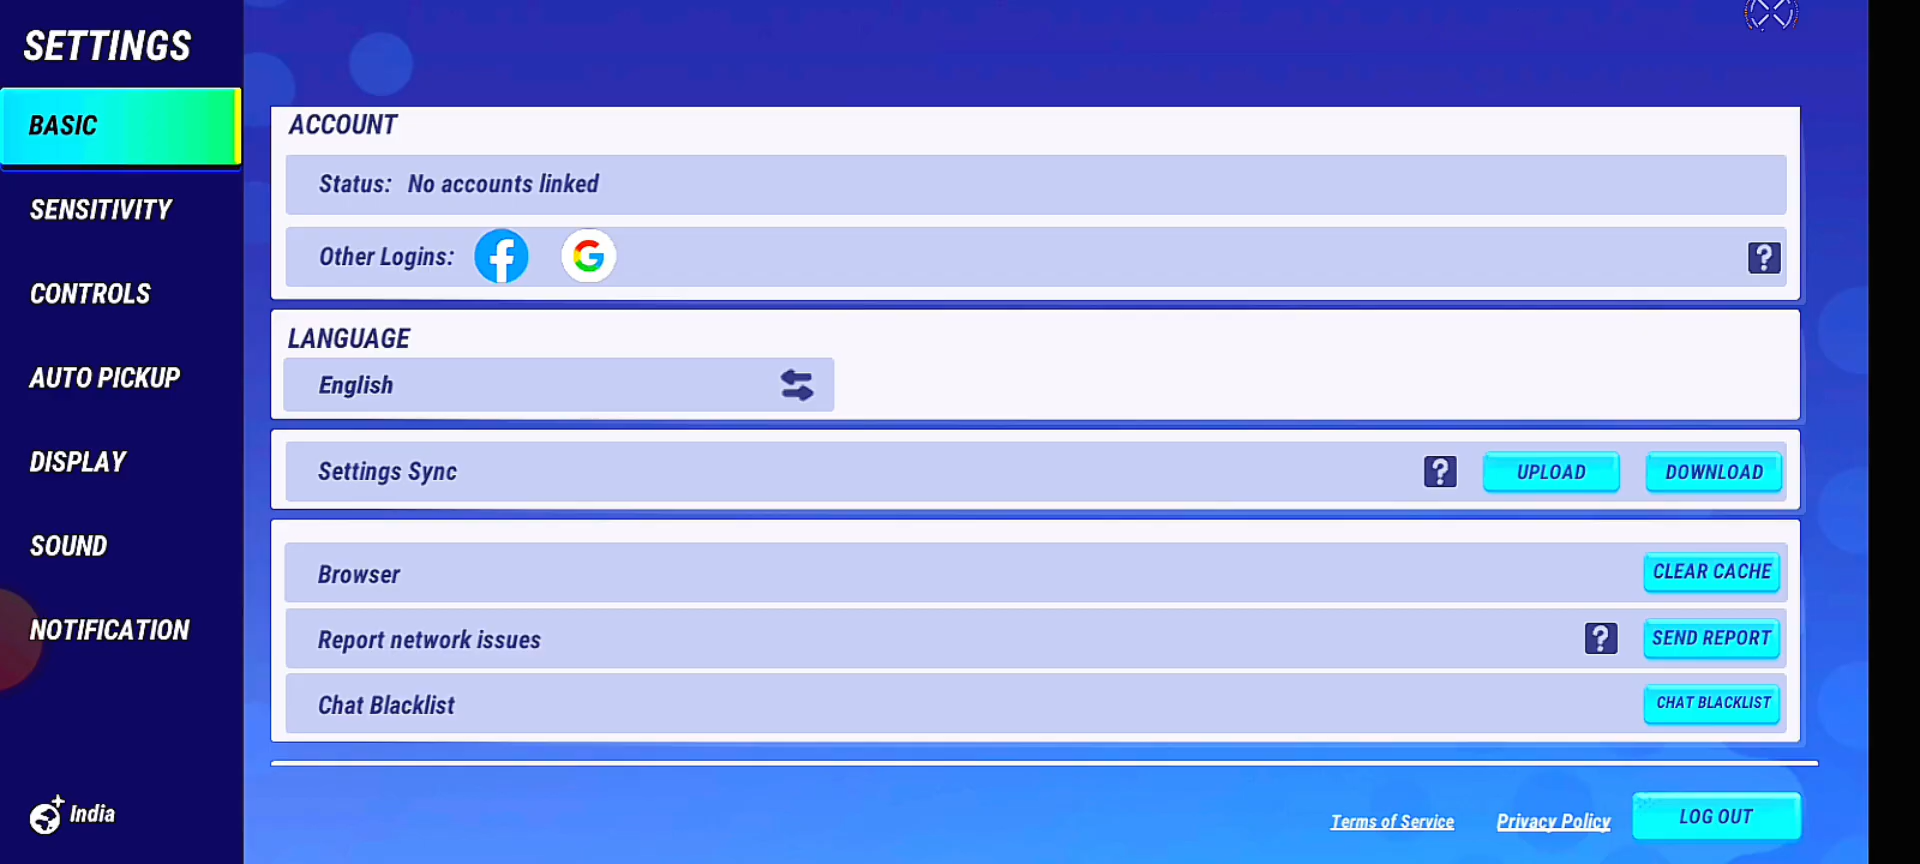 SETTINGS
BASIC
SENSITIVITY
CONTROLS
AUTO PICKUP
DISPLAY
SOUND
NOTIFICATION
India
ACCOUNT
Status: No accounts linked
Other Logins: f G ?
LANGUAGE
English
Settings Sync ? UPLOAD DOWNLOAD
Browser CLEAR CACHE
Report network issues ? SEND REPORT
Chat Blacklist CHAT BLACKLIST
Terms of Service Privacy Policy LOG OUT